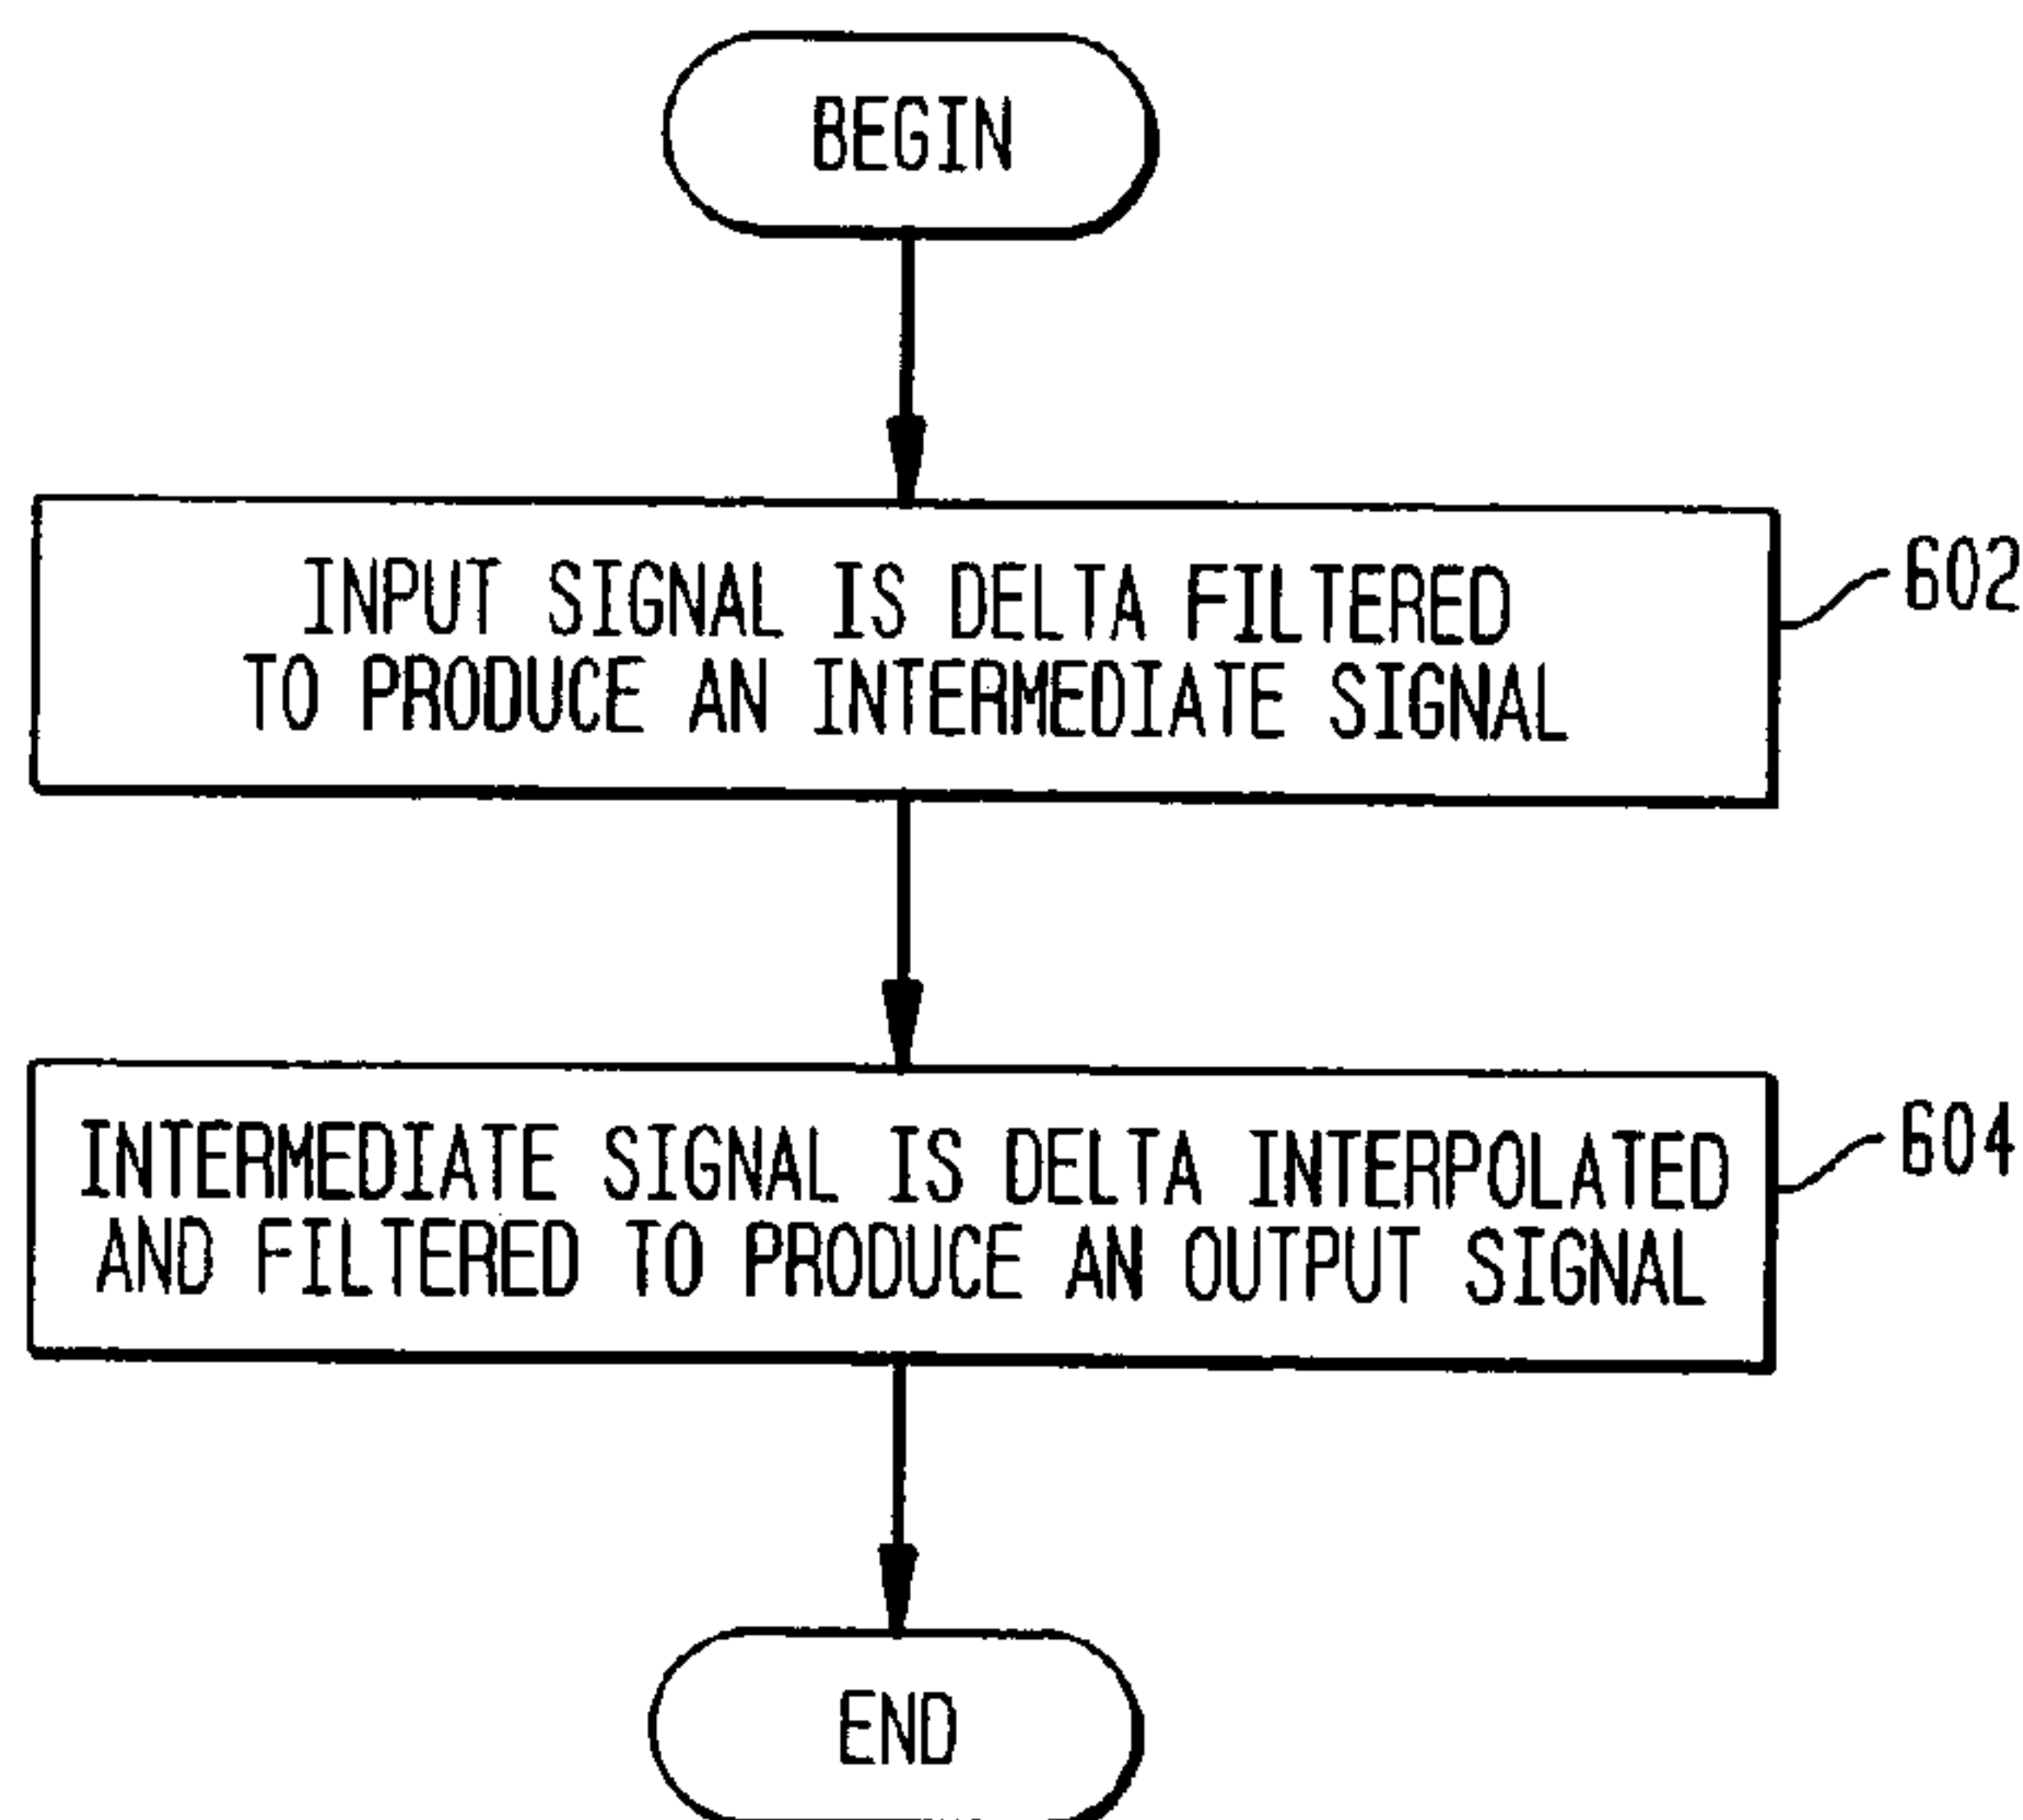 BEGIN
INPUT SIGNAL IS DELTA FILTERED
TO PRODUCE AN INTERMEDIATE SIGNAL
602
INTERMEDIATE SIGNAL IS DELTA INTERPOLATED
AND FILTERED TO PRODUCE AN OUTPUT SIGNAL
604
END